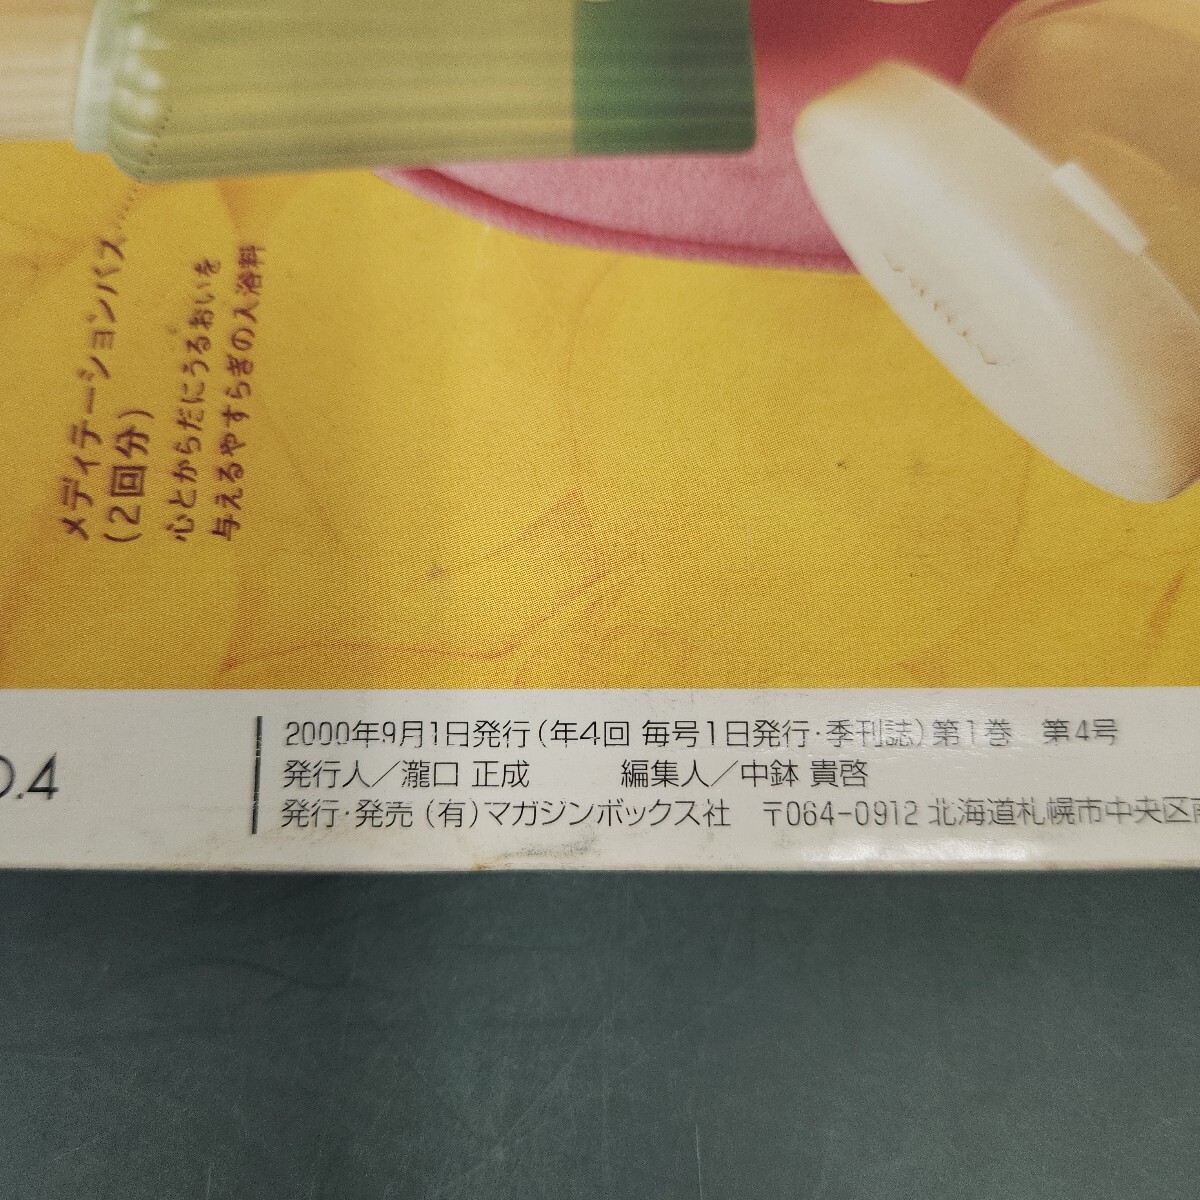 メディテーションバス……
(2回分)
心とからだにうるおいを
与えるやすらぎの入浴料
O.4
2000年9月1日発行(年4回 毎号1日発行・季刊誌)第1巻 第4号
発行人／瀧口 正成 編集人／中鉢 貴啓
発行・発売 (有)マガジンボックス社 〒064-0912 北海道札幌市中央区南